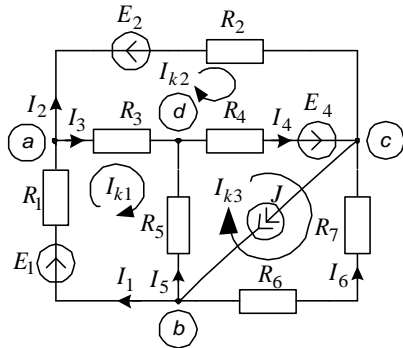 E2 R2
Ik2
I2 I3 R3 d R4 I4 E4
a c
R1 Ik1 Ik3 J
R5 R7
E1
I1 I5 R6 I6
b